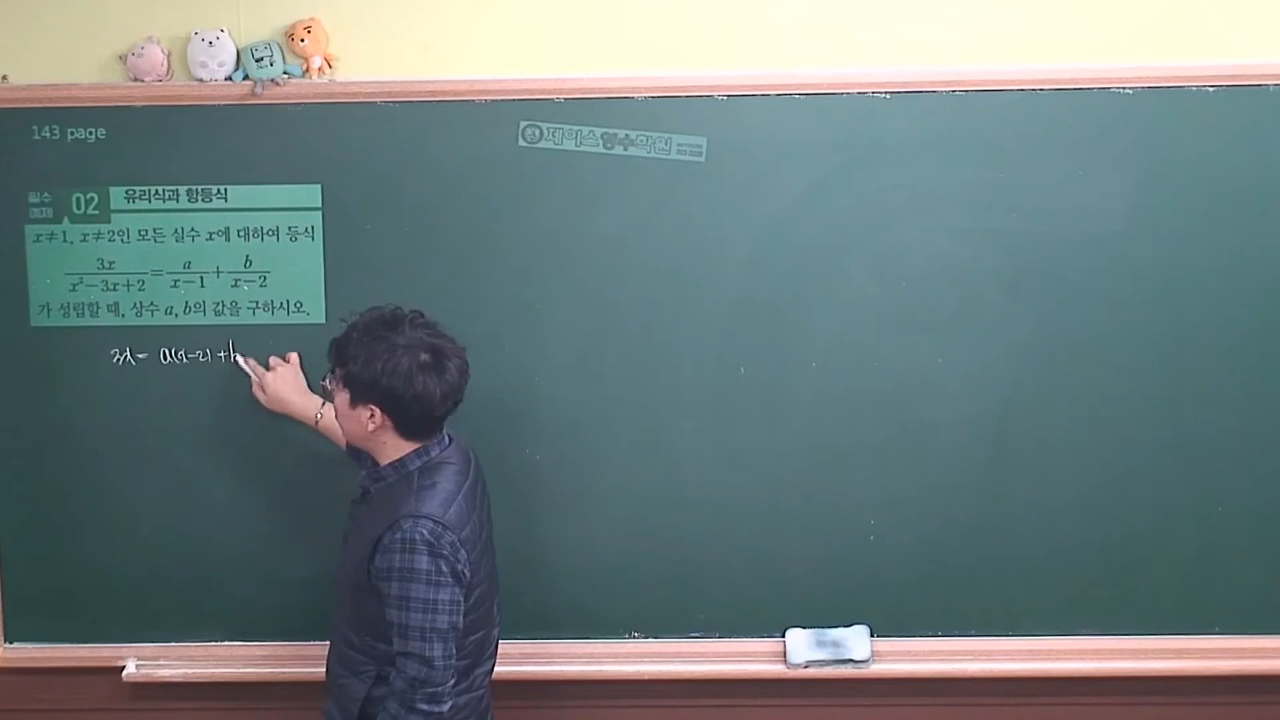 143 page
제이스영수학원
필수
예제
02 유리식과 항등식
x≠1, x≠2인 모든 실수 x에 대하여 등식
3x/(x²-3x+2) = a/(x-1) + b/(x-2)
가 성립할 때, 상수 a, b의 값을 구하시오.
3x = a(x-2) + b